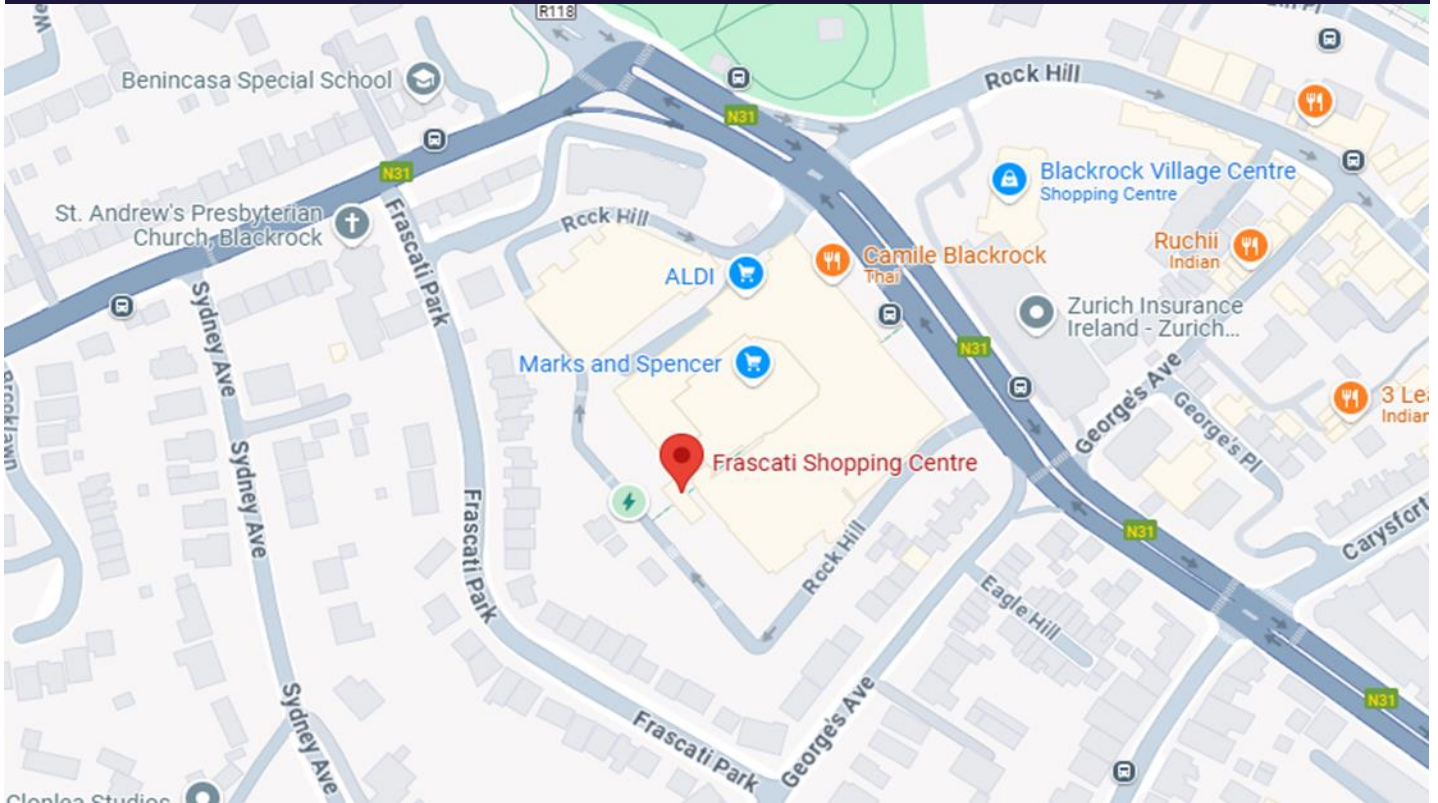 R118
Benincasa Special School
N31
Rock Hill
N31
Blackrock Village Centre
Shopping Centre
St. Andrew's Presbyterian
Church, Blackrock
Frascati Park
Rock Hill
Camile Blackrock
Thai
Ruchii
Indian
ALDI
Zurich Insurance
Ireland - Zurich...
Sydney Ave
N31
Marks and Spencer
George's Ave
3 Lea
Indian
George's Pl
Sydney Ave
Frascati Shopping Centre
Frascati Park
N31
Carysfort
Rock Hill
Eagle Hill
Sydney Ave
N31
Frascati Park
George's Ave
Clonlea Studios